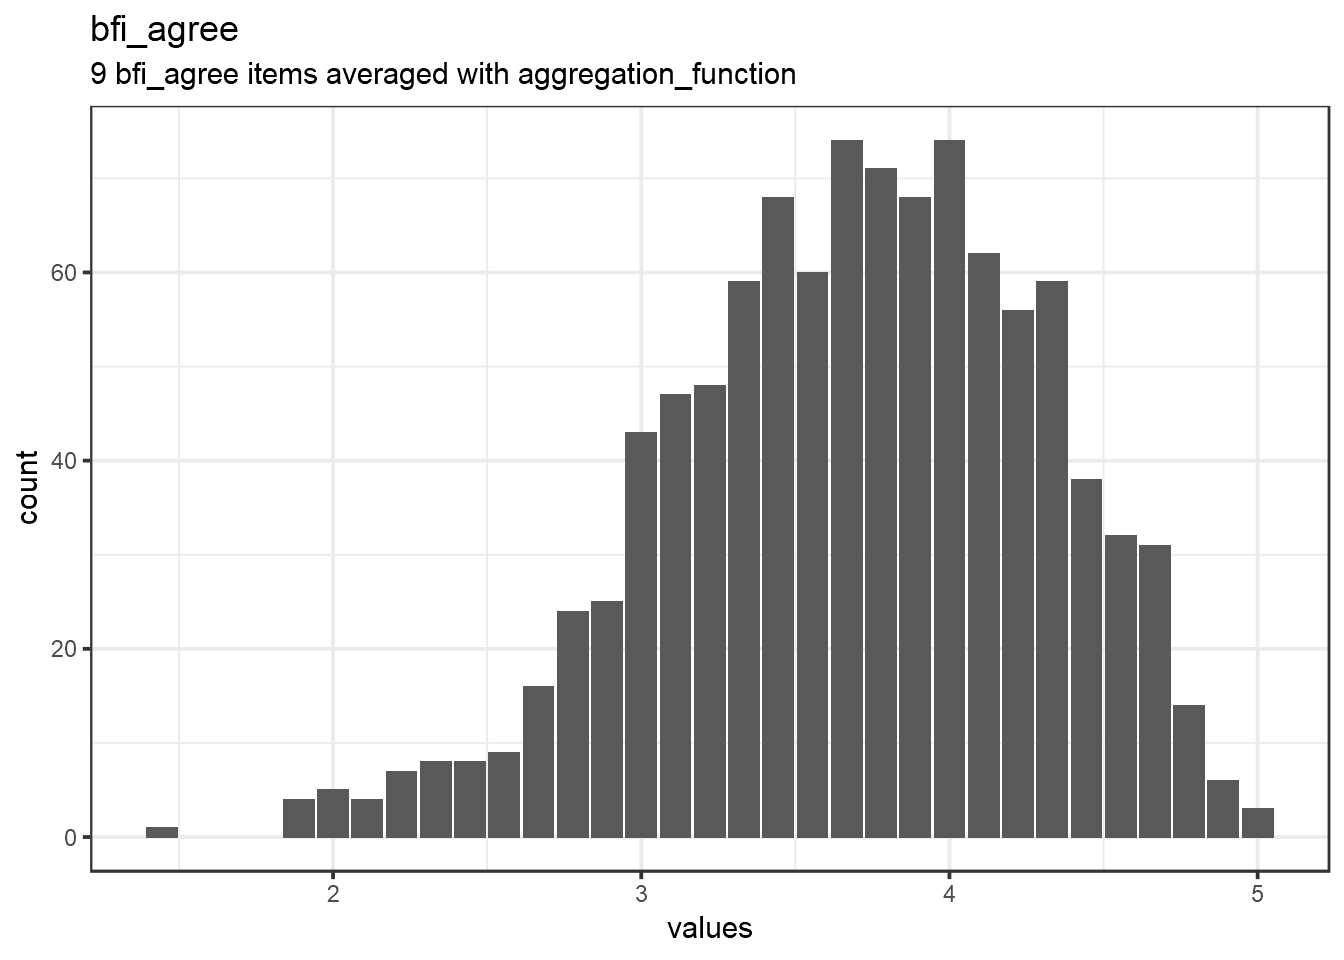 bfi_agree
9 bfi_agree items averaged with aggregation_function
60
40
20
0
count
2 3 4 5
values